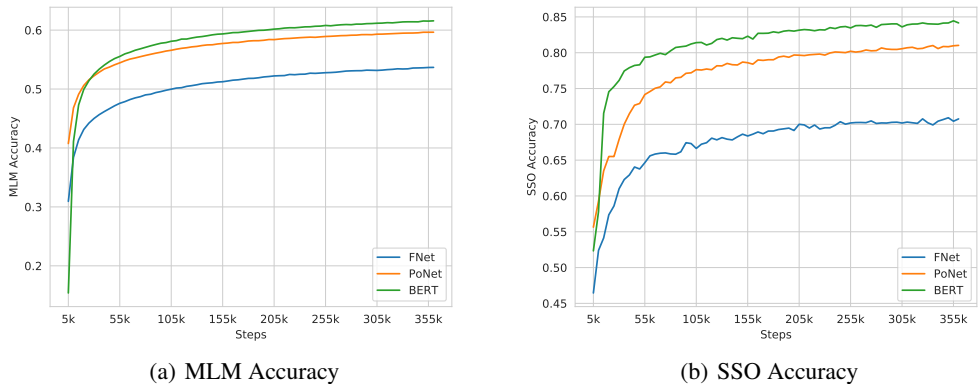 0.6
0.5
0.4
0.3
0.2
MLM Accuracy
5k 55k 105k 155k 205k 255k 305k 355k
Steps
FNet
PoNet
BERT
(a) MLM Accuracy
0.85
0.80
0.75
0.70
0.65
0.60
0.55
0.50
0.45
SSO Accuracy
5k 55k 105k 155k 205k 255k 305k 355k
Steps
FNet
PoNet
BERT
(b) SSO Accuracy